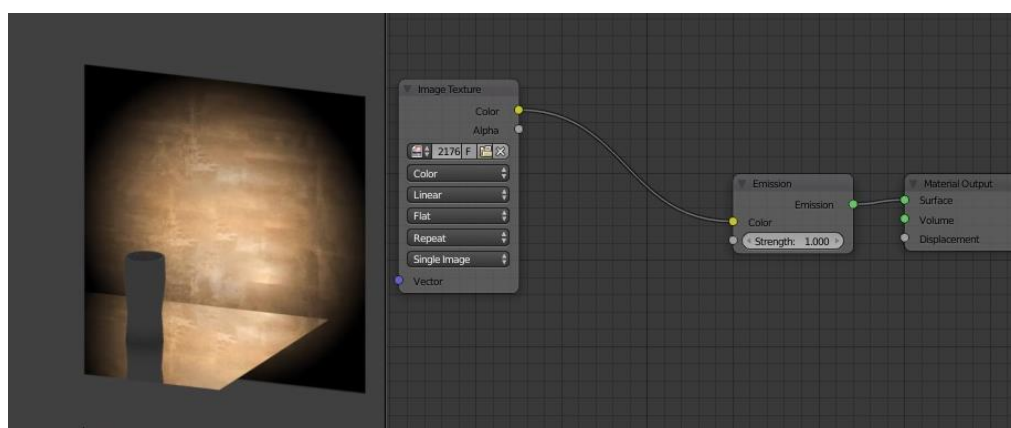 Image Texture
Color
Alpha
2176 F
Color
Linear
Flat
Repeat
Single Image
Vector
Emission
Emission
Color
Strength: 1.000
Material Output
Surface
Volume
Displacement